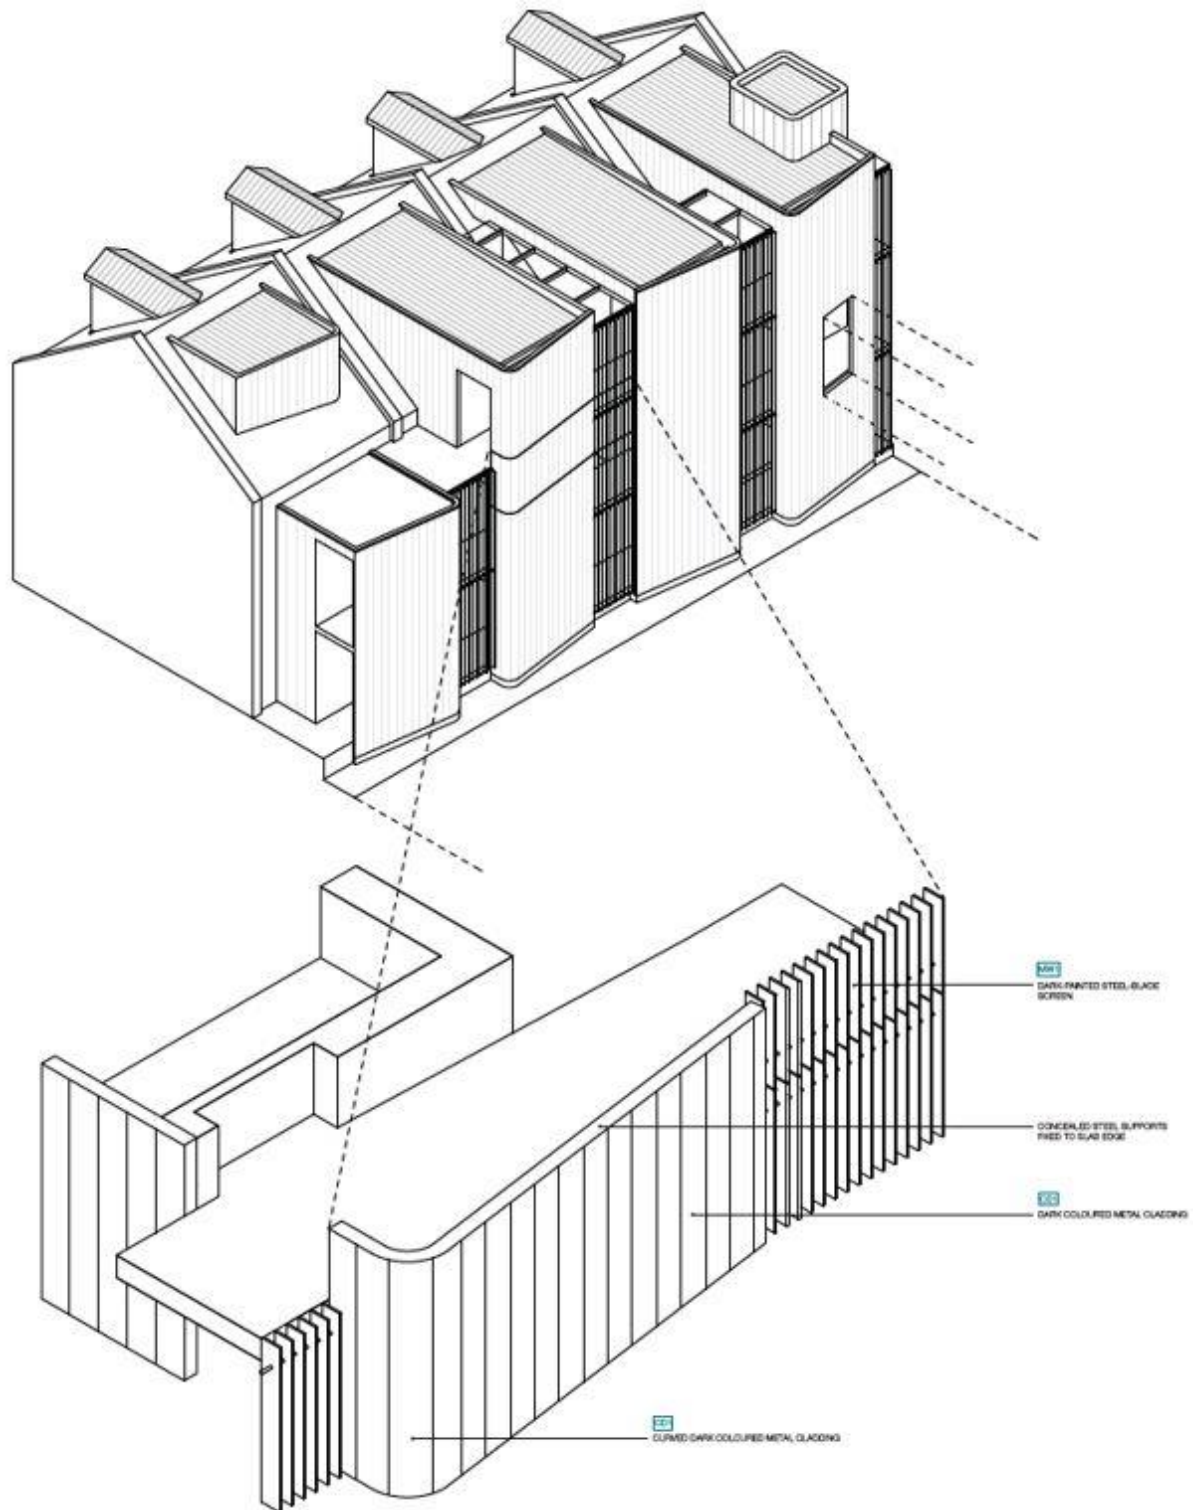 MW1
DARK-PAINTED STEEL-BLADE
SCREEN
CONCEALED STEEL SUPPORTS
FIXED TO SLAB EDGE
DARK COLOURED METAL CLADDING
CURVED DARK COLOURED METAL CLADDING